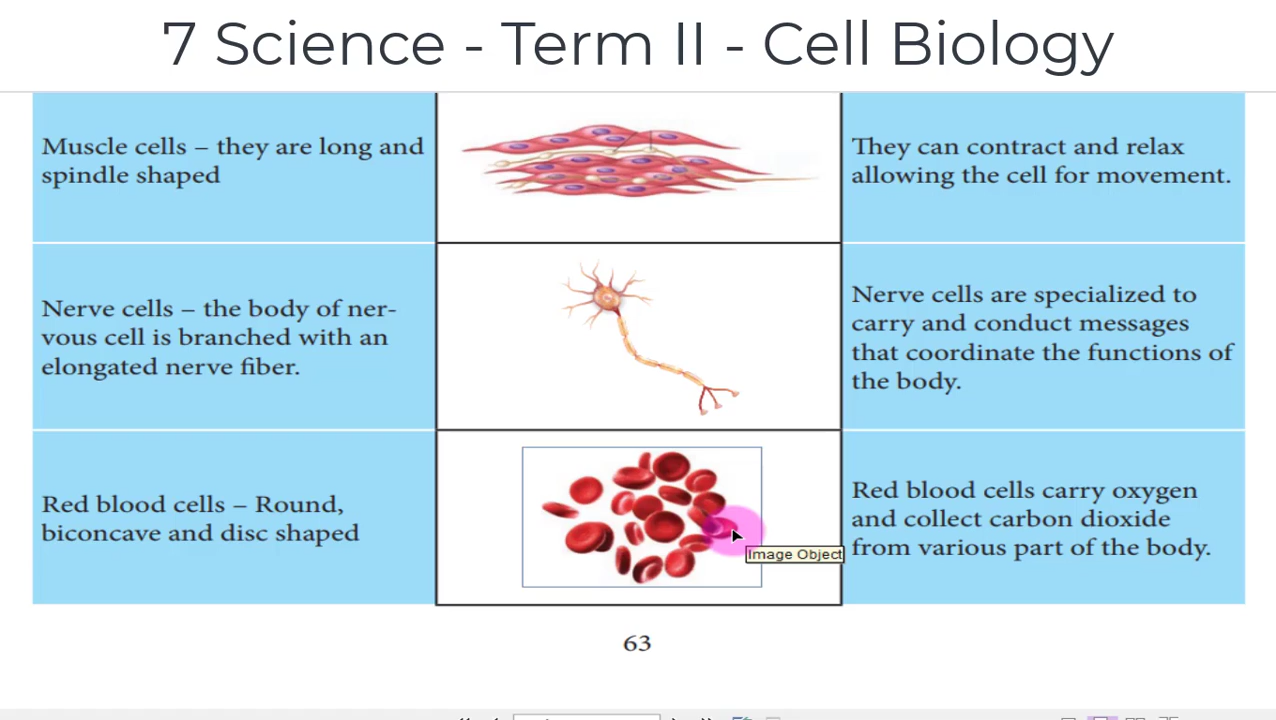 7 Science - Term II - Cell Biology
Muscle cells – they are long and
spindle shaped
They can contract and relax
allowing the cell for movement.
Nerve cells – the body of ner-
vous cell is branched with an
elongated nerve fiber.
Nerve cells are specialized to
carry and conduct messages
that coordinate the functions of
the body.
Red blood cells – Round,
biconcave and disc shaped
Image Object
Red blood cells carry oxygen
and collect carbon dioxide
from various part of the body.
63